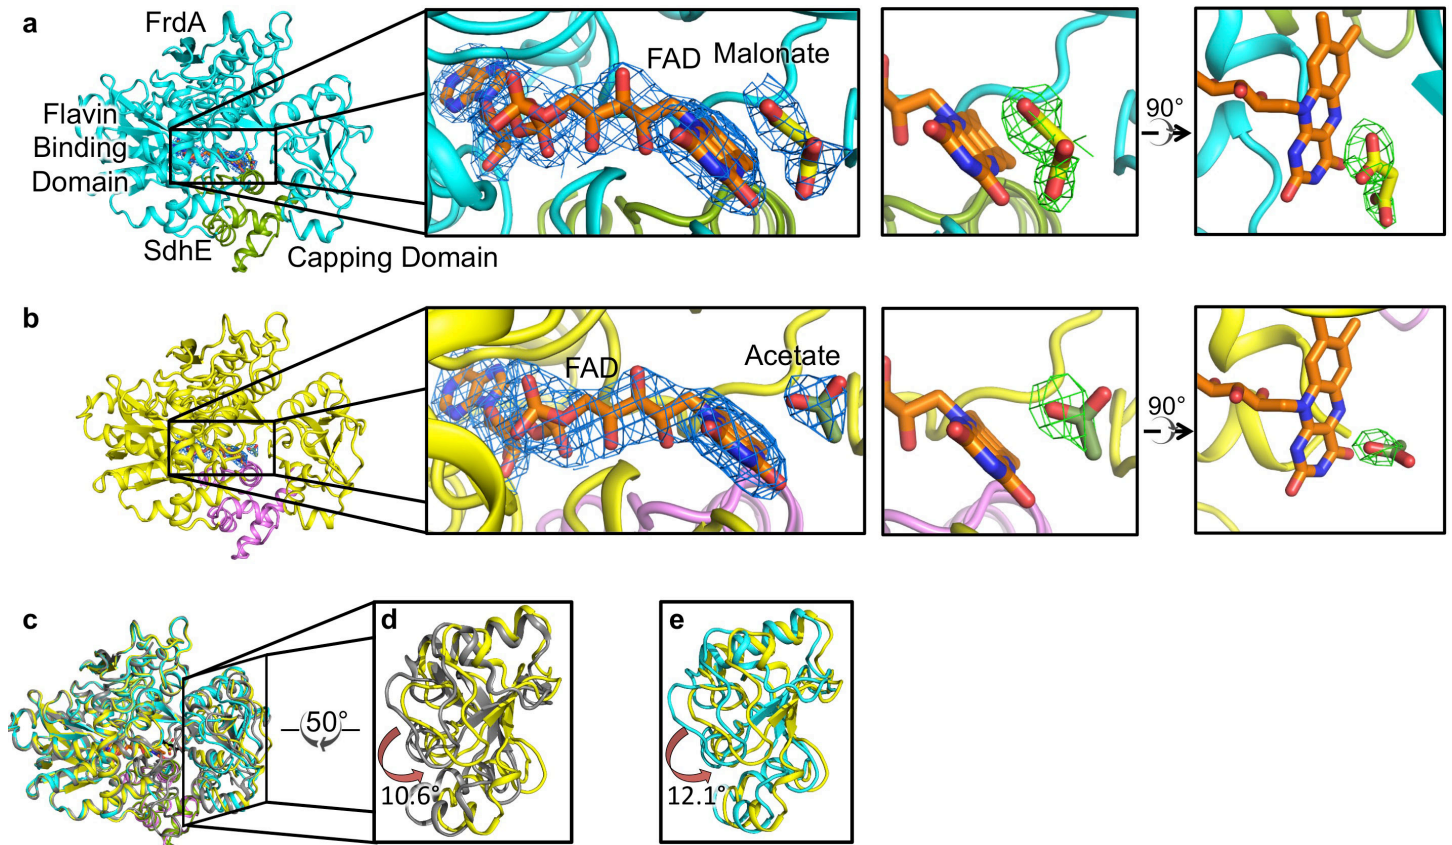 a
FrdA
Flavin
Binding
Domain
SdhE
Capping Domain
FAD
Malonate
90°
b
FAD
Acetate
90°
c
50°
d
10.6°
e
12.1°